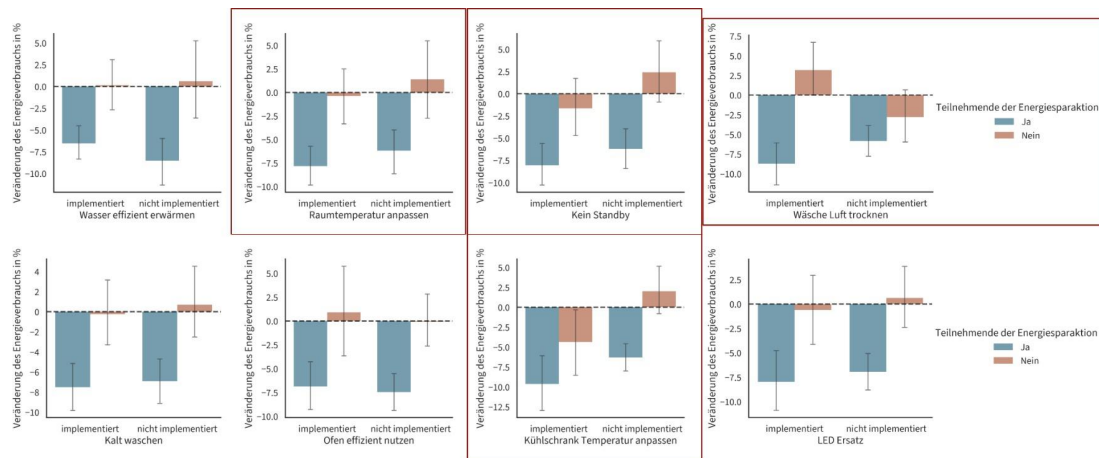 Veränderung des Energieverbrauchs in %
5.0
2.5
0.0
−2.5
−5.0
−7.5
−10.0
implementiert nicht implementiert
Wasser effizient erwärmen
Veränderung des Energieverbrauchs in %
5.0
2.5
0.0
−2.5
−5.0
−7.5
−10.0
implementiert nicht implementiert
Raumtemperatur anpassen
Veränderung des Energieverbrauchs in %
5.0
2.5
0.0
−2.5
−5.0
−7.5
−10.0
implementiert nicht implementiert
Kein Standby
Veränderung des Energieverbrauchs in %
7.5
5.0
2.5
0.0
−2.5
−5.0
−7.5
−10.0
implementiert nicht implementiert
Wäsche Luft trocknen
Teilnehmende der Energiesparaktion
Ja
Nein
Veränderung des Energieverbrauchs in %
4
2
0
−2
−4
−6
−8
−10
implementiert nicht implementiert
Kalt waschen
Veränderung des Energieverbrauchs in %
5.0
2.5
0.0
−2.5
−5.0
−7.5
−10.0
implementiert nicht implementiert
Ofen effizient nutzen
Veränderung des Energieverbrauchs in %
5.0
2.5
0.0
−2.5
−5.0
−7.5
−10.0
−12.5
implementiert nicht implementiert
Kühlschrank Temperatur anpassen
Veränderung des Energieverbrauchs in %
2.5
0.0
−2.5
−5.0
−7.5
−10.0
implementiert nicht implementiert
LED Ersatz
Teilnehmende der Energiesparaktion
Ja
Nein